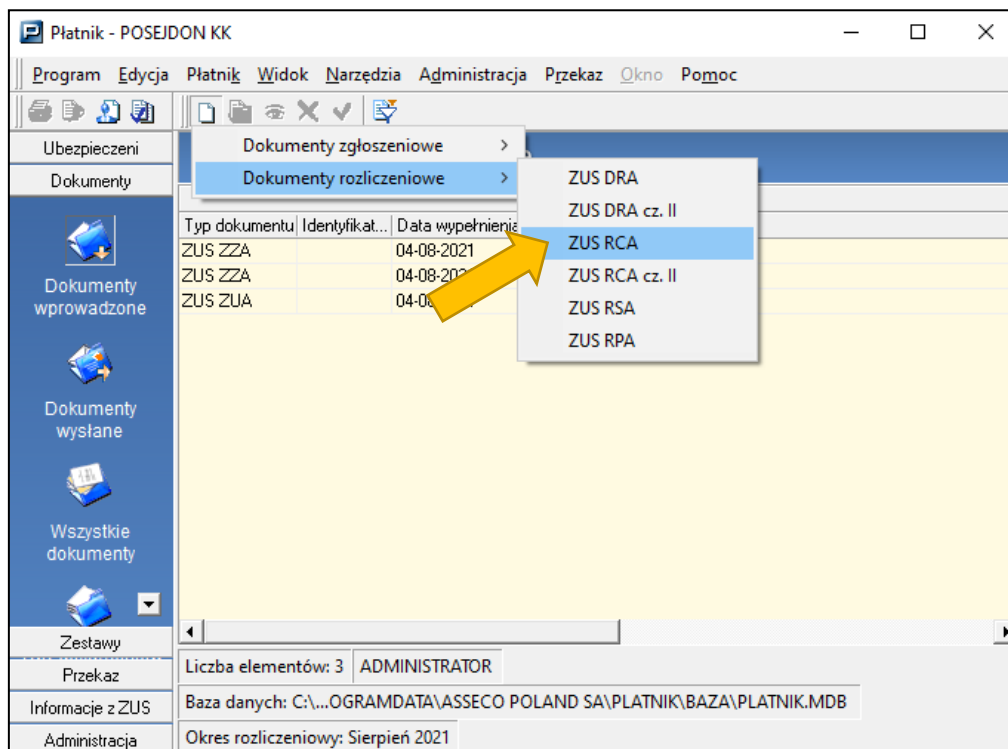 Płatnik - POSEJDON KK
Program Edycja Płatnik Widok Narzędzia Administracja Przekaz Okno Pomoc
Ubezpieczeni
Dokumenty
Dokumenty wprowadzone
Dokumenty wysłane
Wszystkie dokumenty
Zestawy
Przekaz
Informacje z ZUS
Administracja
Dokumenty zgłoszeniowe
Dokumenty rozliczeniowe
ZUS DRA
ZUS DRA cz. II
ZUS RCA
ZUS RCA cz. II
ZUS RSA
ZUS RPA
Typ dokumentu Identyfikat... Data wypełnienia
ZUS ZZA 04-08-2021
ZUS ZZA
ZUS ZUA
Liczba elementów: 3 ADMINISTRATOR
Baza danych: C:\...OGRAMDATA\ASSECO POLAND SA\PLATNIK\BAZA\PLATNIK.MDB
Okres rozliczeniowy: Sierpień 2021